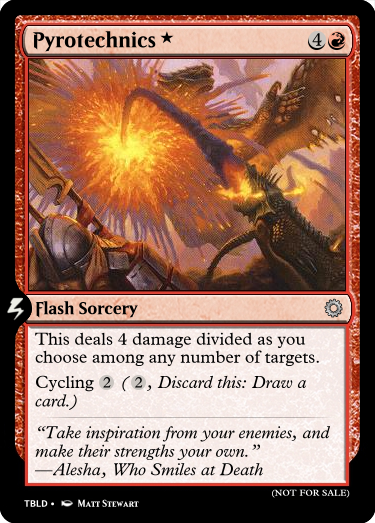 Pyrotechnics ★ 4
Flash Sorcery
This deals 4 damage divided as you
choose among any number of targets.
Cycling 2 ( 2, Discard this: Draw a
card.)
“Take inspiration from your enemies, and
make their strengths your own.”
—Alesha, Who Smiles at Death
(NOT FOR SALE)
TBLD • Matt Stewart